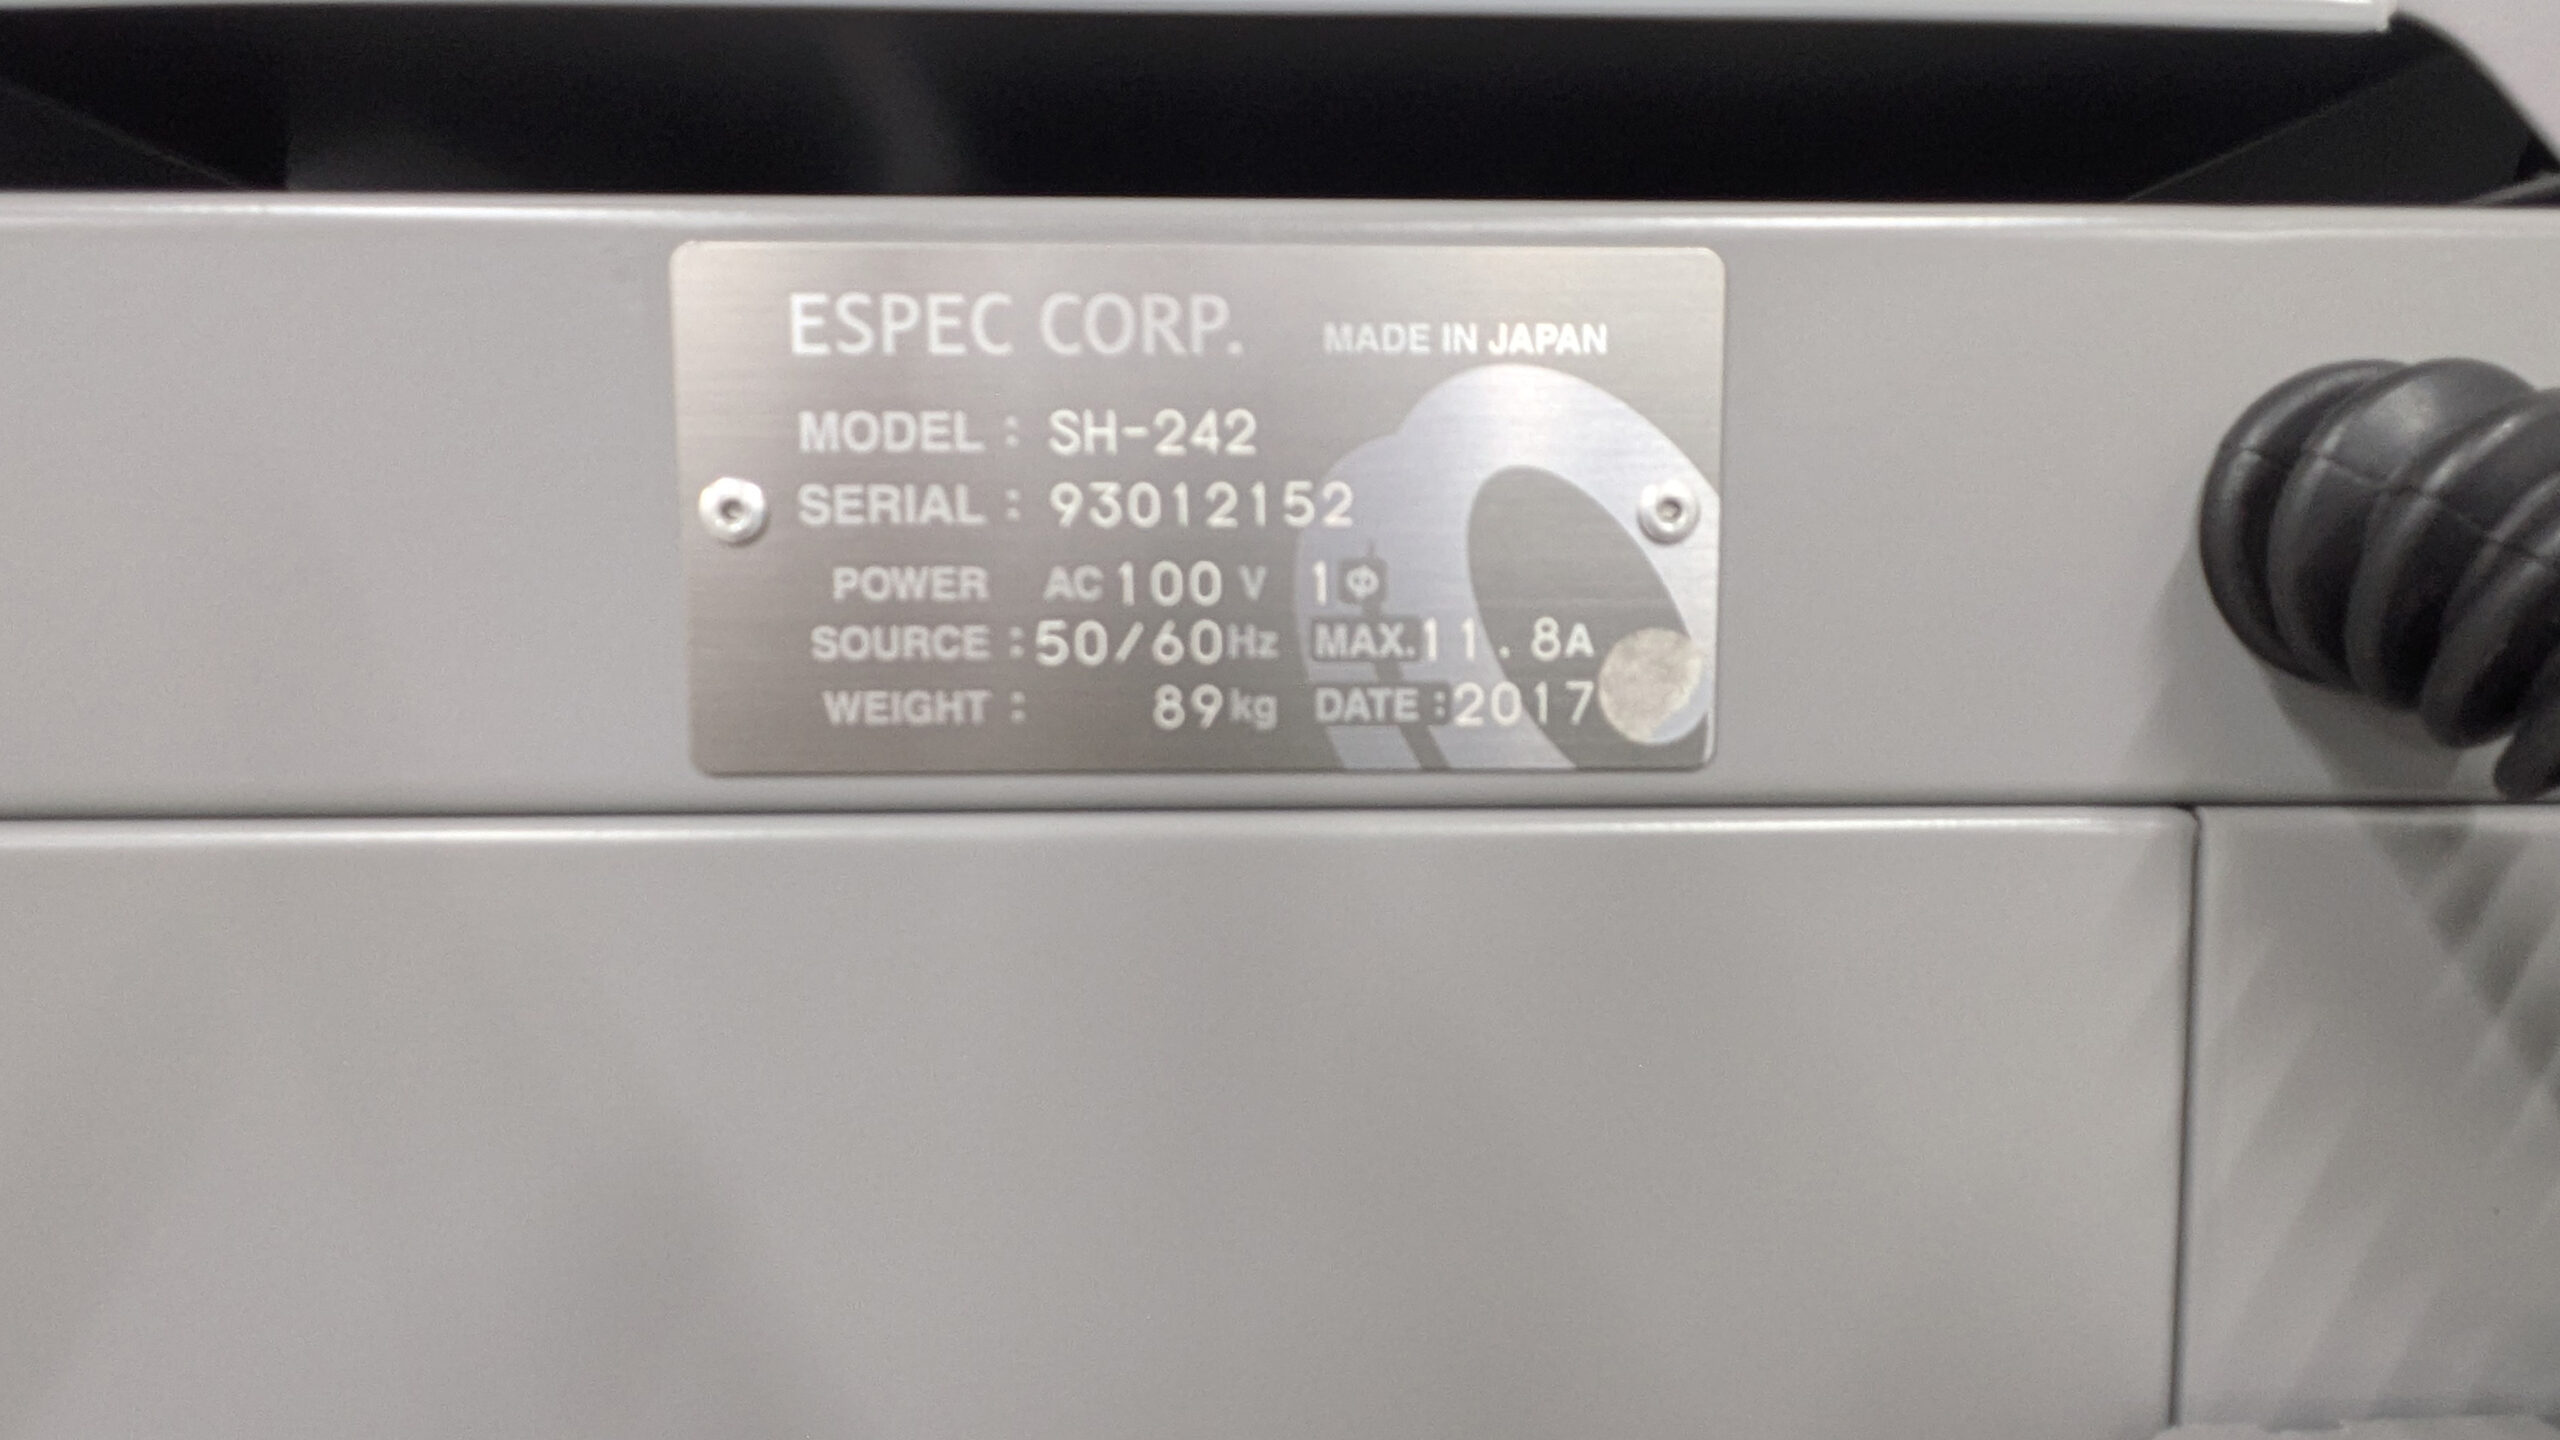 ESPEC CORP. MADE IN JAPAN
MODEL : SH-242
SERIAL : 93012152
POWER AC 100 V 1 Φ
SOURCE : 50/60Hz MAX. 11.8A
WEIGHT : 89kg DATE : 2017